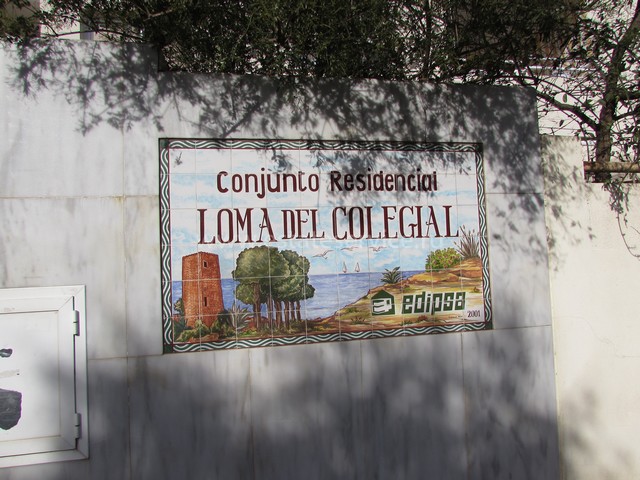 Conjunto Residencial
LOMA DEL COLEGIAL
edipsa
2001